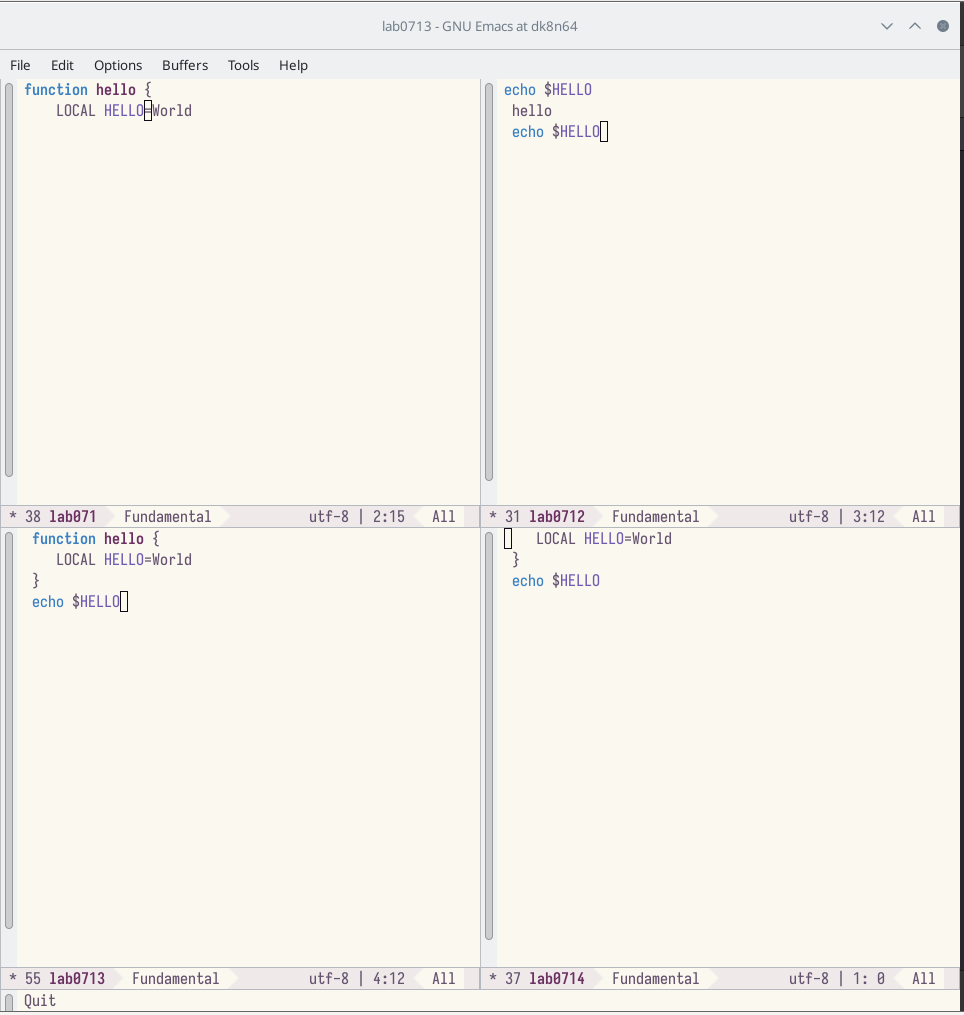 lab0713 - GNU Emacs at dk8n64
File Edit Options Buffers Tools Help
function hello {
    LOCAL HELLO=World
* 38 lab071 Fundamental utf-8 | 2:15 All
echo $HELLO
 hello
 echo $HELLO
* 31 lab0712 Fundamental utf-8 | 3:12 All
 function hello {
    LOCAL HELLO=World
 }
 echo $HELLO
* 55 lab0713 Fundamental utf-8 | 4:12 All
    LOCAL HELLO=World
 }
 echo $HELLO
* 37 lab0714 Fundamental utf-8 | 1: 0 All
Quit